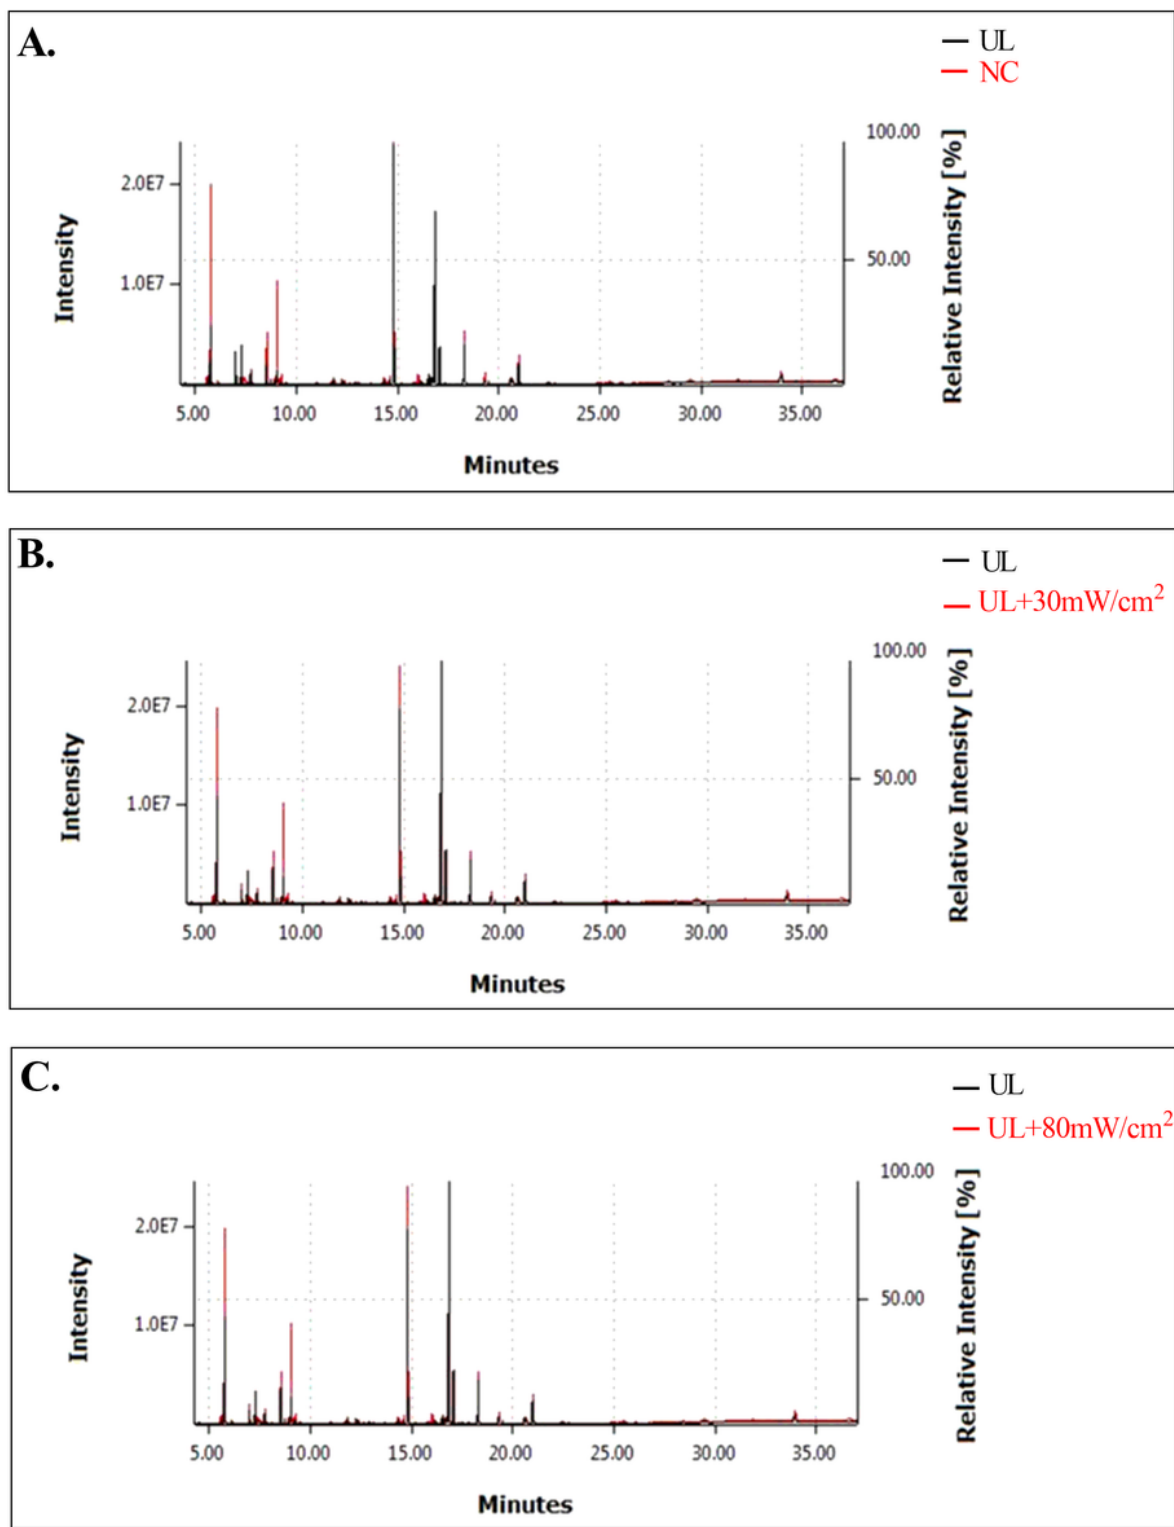 A.
UL
NC
100.00
2.0E7
50.00
1.0E7
Intensity
Relative Intensity [%]
5.00 10.00 15.00 20.00 25.00 30.00 35.00
Minutes
B.
UL
UL+30mW/cm²
100.00
2.0E7
50.00
1.0E7
Intensity
Relative Intensity [%]
5.00 10.00 15.00 20.00 25.00 30.00 35.00
Minutes
C.
UL
UL+80mW/cm²
100.00
2.0E7
50.00
1.0E7
Intensity
Relative Intensity [%]
5.00 10.00 15.00 20.00 25.00 30.00 35.00
Minutes